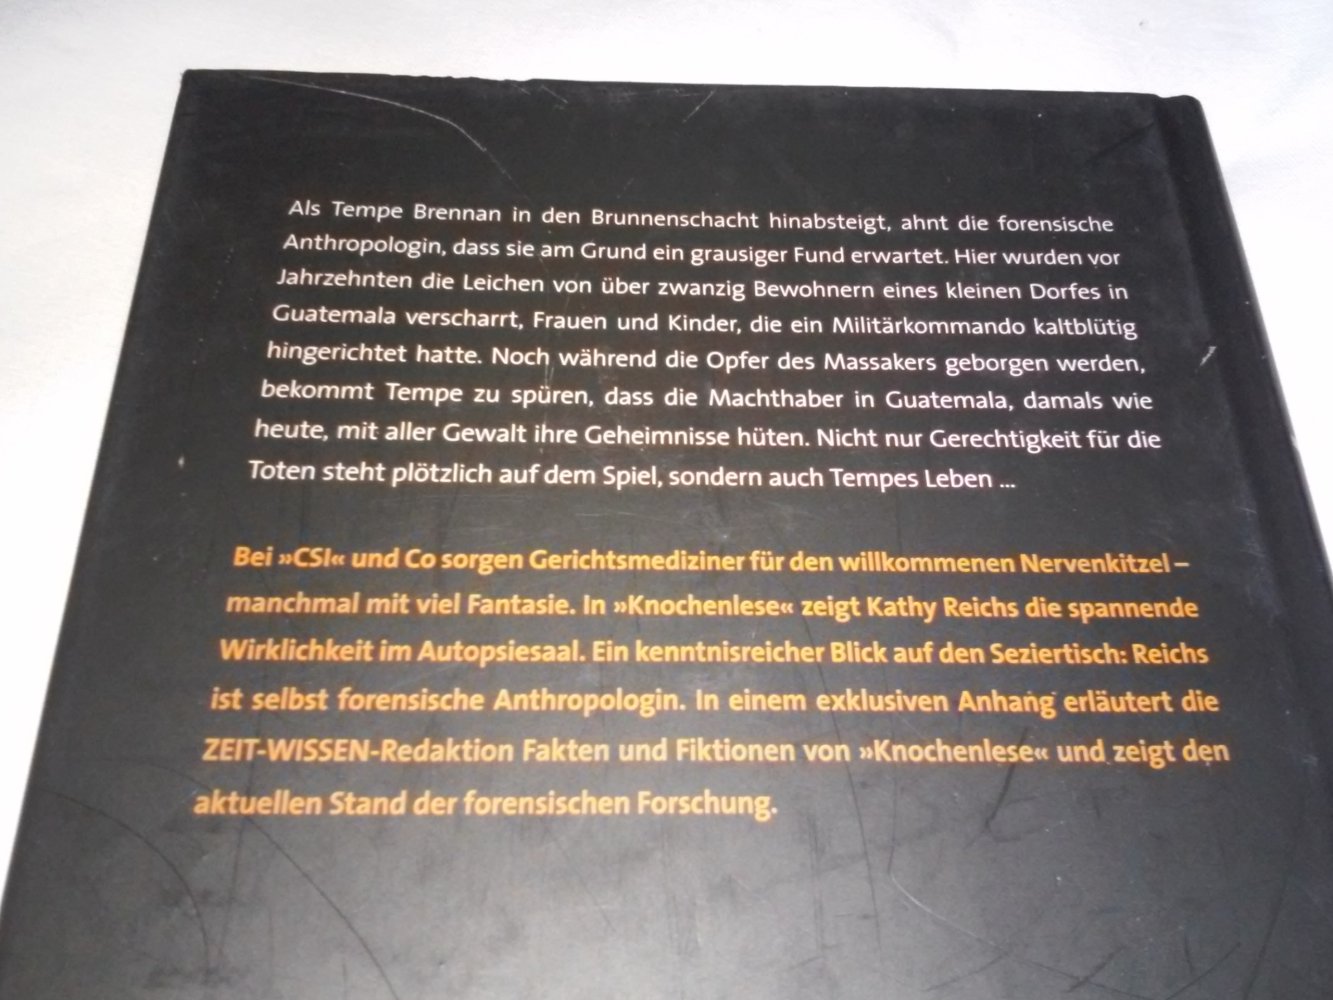 Als Tempe Brennan in den Brunnenschacht hinabsteigt, ahnt die forensische
Anthropologin, dass sie am Grund ein grausiger Fund erwartet. Hier wurden vor
Jahrzehnten die Leichen von über zwanzig Bewohnern eines kleinen Dorfes in
Guatemala verscharrt, Frauen und Kinder, die ein Militärkommando kaltblütig
hingerichtet hatte. Noch während die Opfer des Massakers geborgen werden,
bekommt Tempe zu spüren, dass die Machthaber in Guatemala, damals wie
heute, mit aller Gewalt ihre Geheimnisse hüten. Nicht nur Gerechtigkeit für die
Toten steht plötzlich auf dem Spiel, sondern auch Tempes Leben ...
Bei »CSI« und Co sorgen Gerichtsmediziner für den willkommenen Nervenkitzel –
manchmal mit viel Fantasie. In »Knochenlese« zeigt Kathy Reichs die spannende
Wirklichkeit im Autopsiesaal. Ein kenntnisreicher Blick auf den Seziertisch: Reichs
ist selbst forensische Anthropologin. In einem exklusiven Anhang erläutert die
ZEIT-WISSEN-Redaktion Fakten und Fiktionen von »Knochenlese« und zeigt den
aktuellen Stand der forensischen Forschung.